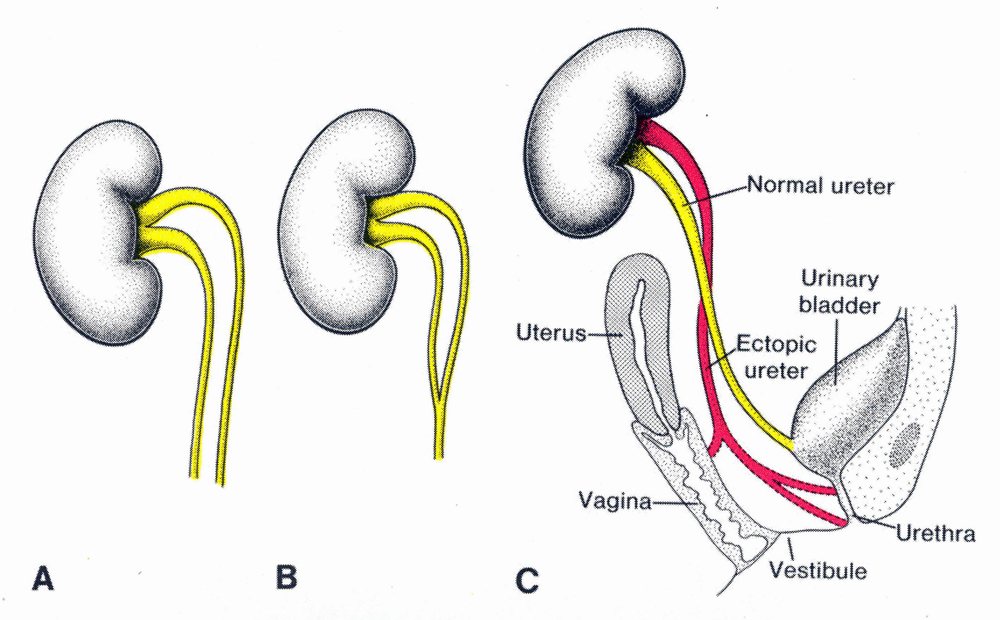 Normal ureter
Urinary
bladder
Uterus
Ectopic
ureter
Vagina
Urethra
Vestibule
A
B
C